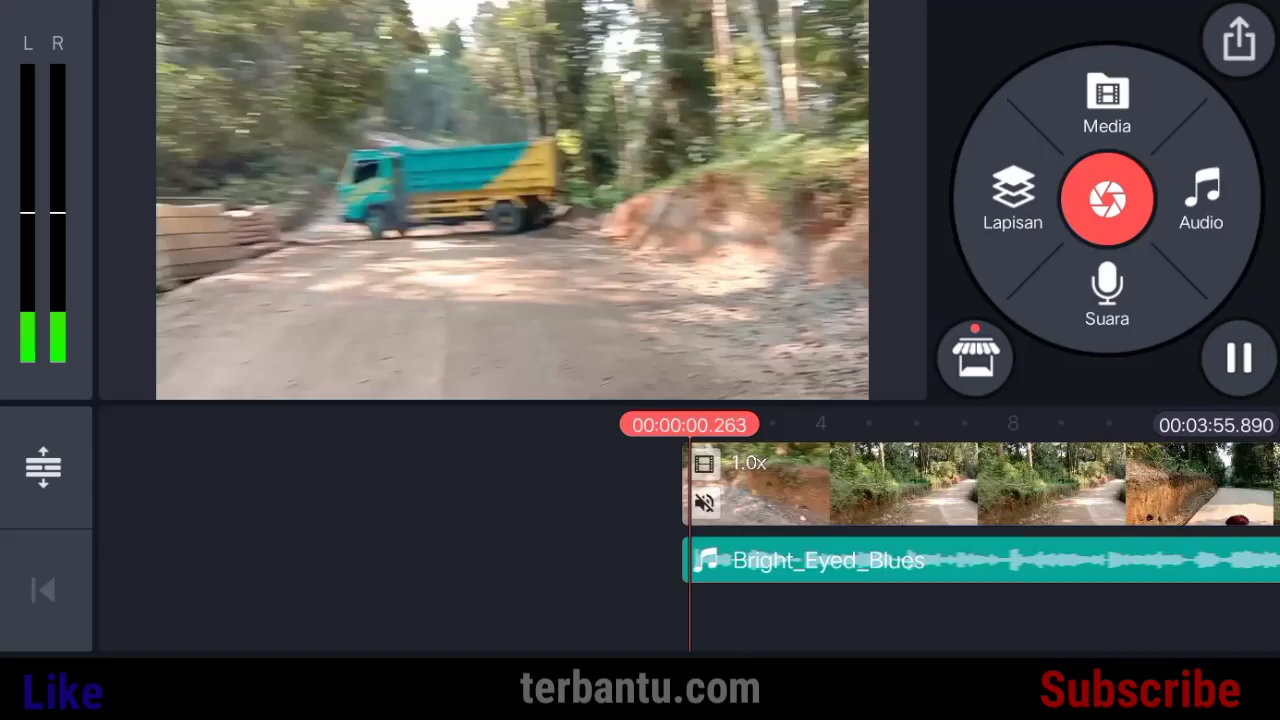 L R
Media
Lapisan
Audio
Suara
00:00:00.263
4
8
00:03:55.890
1.0x
Bright_Eyed_Blues
Like
terbantu.com
Subscribe